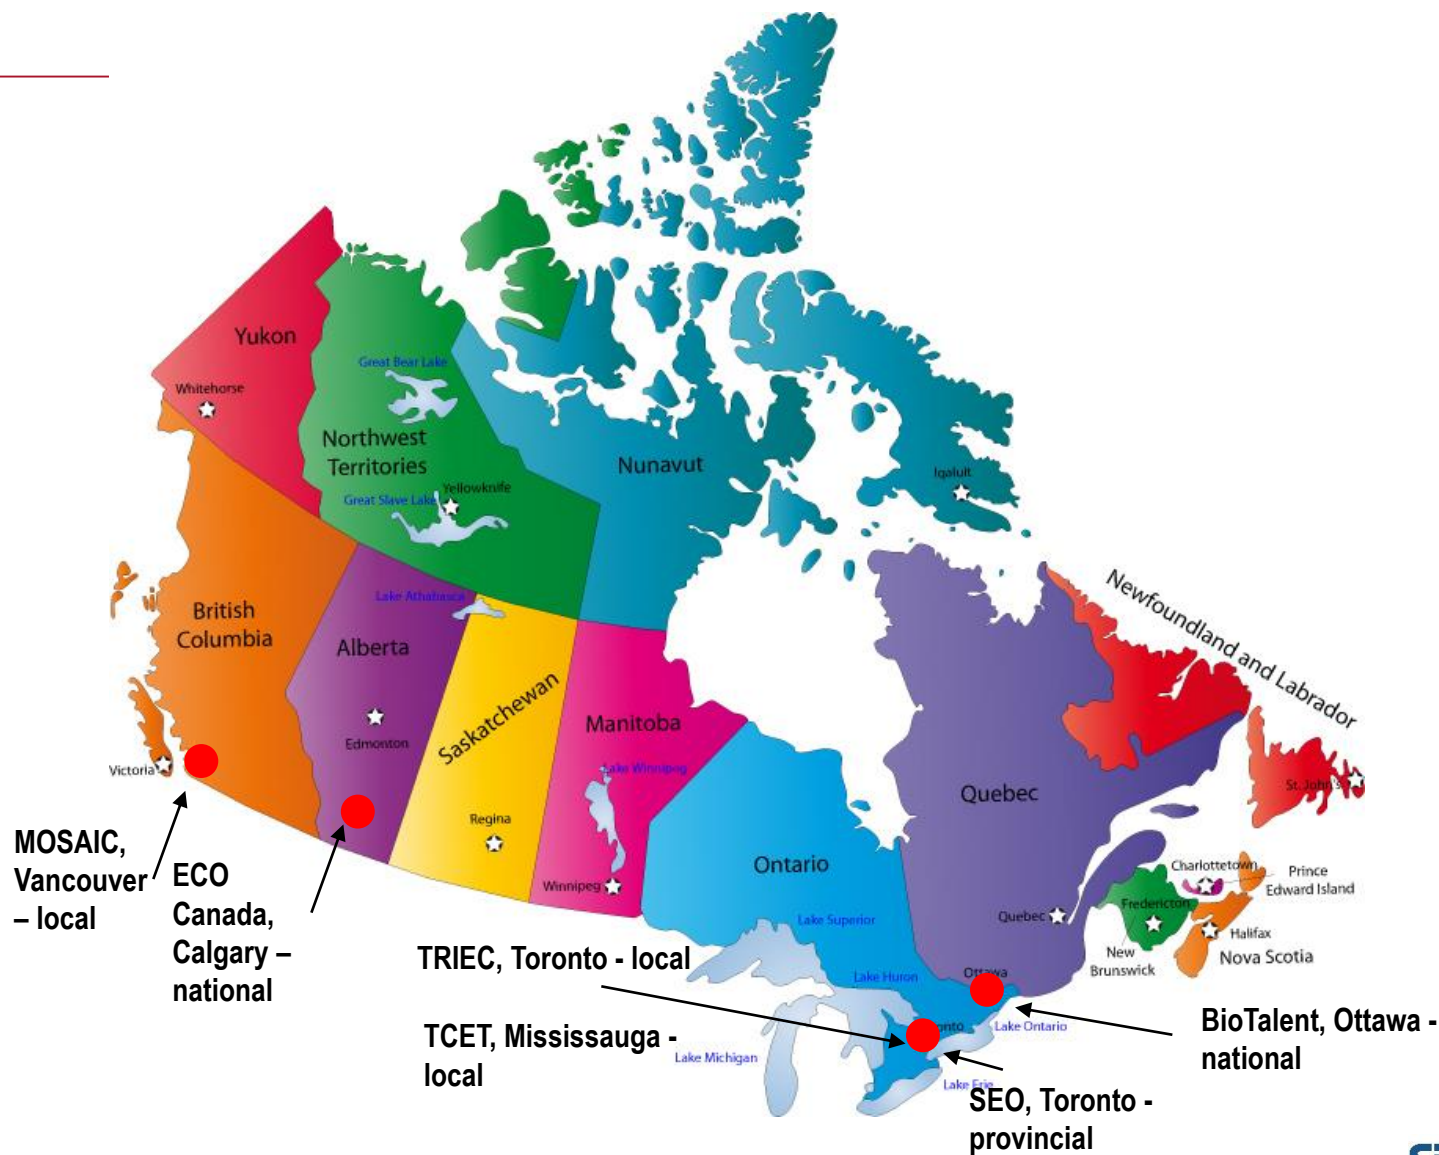 Yukon
Whitehorse
Great Bear Lake
Northwest
Territories
Great Slave Lake
Yellowknife
Nunavut
Iqaluit
British
Columbia
Lake Athabasca
Alberta
Edmonton
Saskatchewan
Regina
Manitoba
Lake Winnipeg
Winnipeg
Victoria
Ontario
Lake Superior
Quebec
Quebec
Newfoundland and Labrador
St. John's
Charlottetown
Prince
Edward Island
Fredericton
New
Brunswick
Halifax
Nova Scotia
Ottawa
Lake Huron
onto
Lake Ontario
Lake Michigan
Lake Erie
MOSAIC,
Vancouver
– local
ECO
Canada,
Calgary –
national
TRIEC, Toronto - local
TCET, Mississauga -
local
SEO, Toronto -
provincial
BioTalent, Ottawa -
national